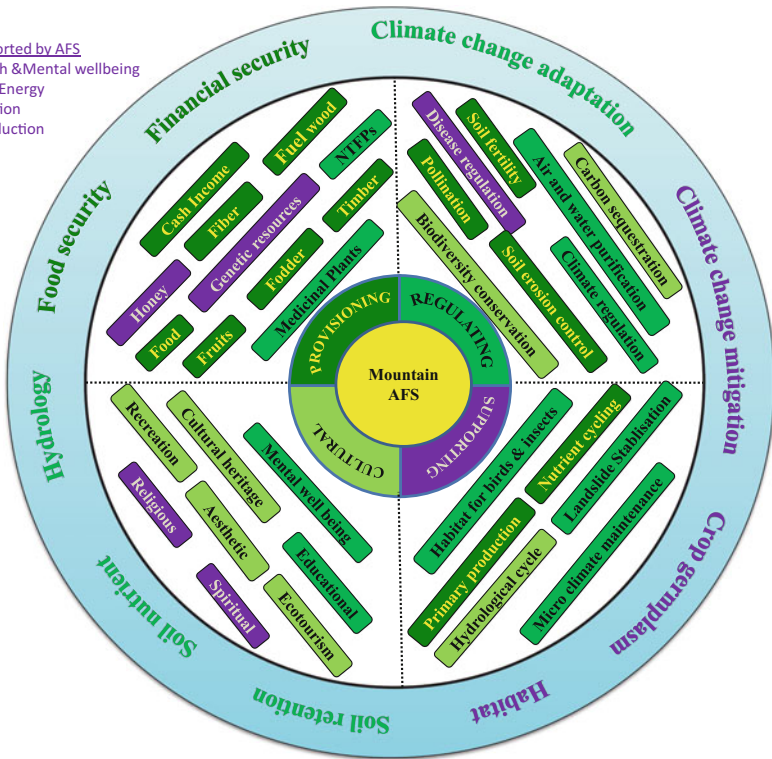 orted by AFS
h &Mental wellbeing
Energy
ion
duction
Financial security
Climate change adaptation
Food security
Climate change mitigation
Hydrology
Crop germplasm
Soil nutrient
Habitat
Soil retention
Fuel wood
NTFPs
Cash Income
Fiber
Genetic resources
Timber
Honey
Fodder
Medicinal Plants
Food
Fruits
Disease regulation
Soil fertility
Pollination
Air and water purification
Carbon sequestration
Biodiversity conservation
Soil erosion control
Climate regulation
PROVISIONING
REGULATING
Mountain
AFS
CULTURAL
SUPPORTING
Recreation
Cultural heritage
Mental well being
Religious
Aesthetic
Educational
Spiritual
Ecotourism
Habitat for birds & insects
Nutrient cycling
Landslide Stablisation
Primary production
Hydrological cycle
Micro climate maintenance